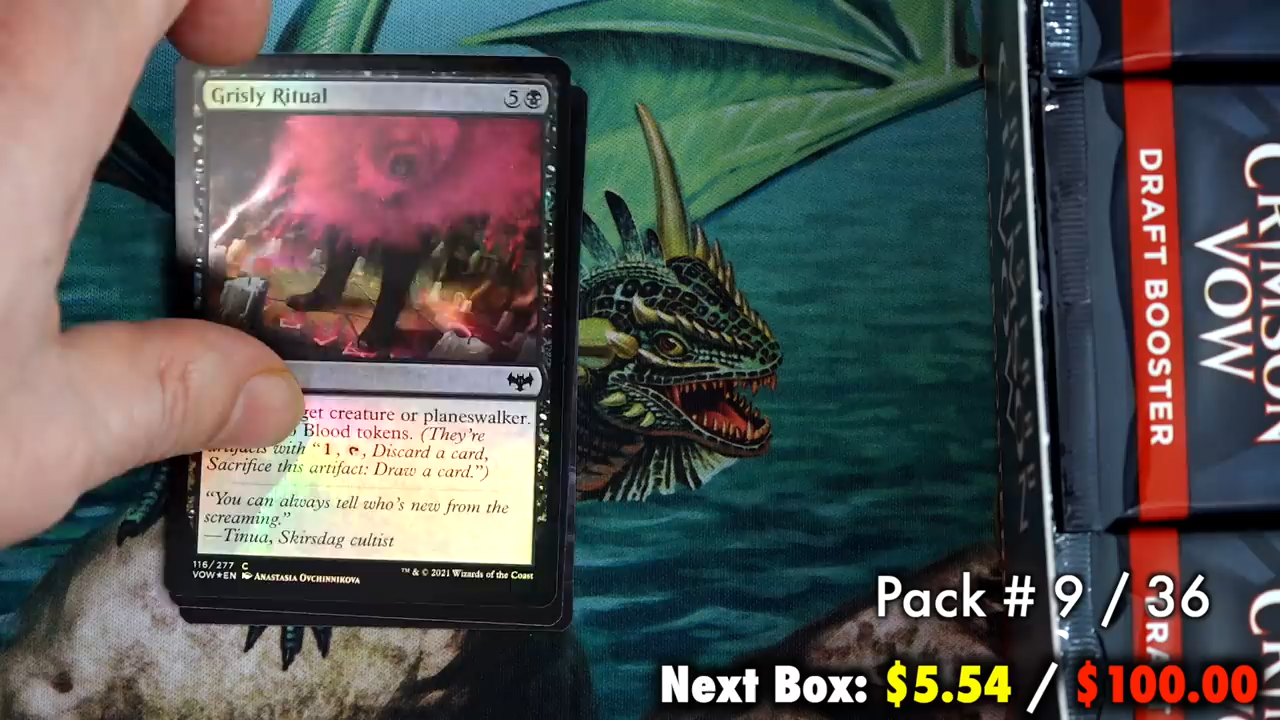 Grisly Ritual 5
get creature or planeswalker.
Blood tokens. (They're
artifacts with "1, , Discard a card,
Sacrifice this artifact: Draw a card.")
"You can always tell who's new from the
screaming."
—Tinua, Skirsdag cultist
116/277 C
VOW★EN Anastasia Ovchinnikova
™ & © 2021 Wizards of the Coast
DRAFT BOOSTER
CRIMSON
VOW
DRA
Pack # 9 / 36
Next Box: $5.54 / $100.00